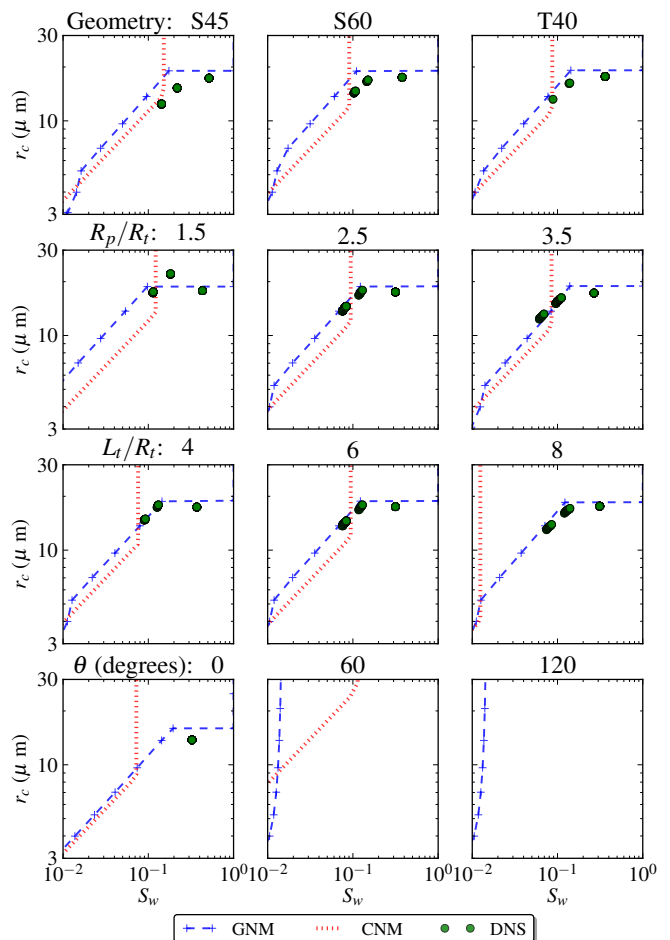 Geometry: S45 S60 T40
30
10
3
r_c (μ m)
R_p/R_t: 1.5 2.5 3.5
30
10
3
r_c (μ m)
L_t/R_t: 4 6 8
30
10
3
r_c (μ m)
θ (degrees): 0 60 120
30
10
3
r_c (μ m)
10^{-2} 10^{-1} 10^{0} 10^{-2} 10^{-1} 10^{0} 10^{-2} 10^{-1} 10^{0}
S_w S_w S_w
GNM CNM DNS